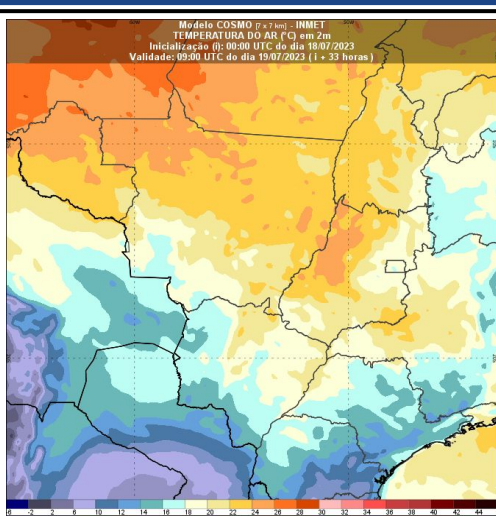 Modelo COSMO [7 x 7 km] - INMET
TEMPERATURA DO AR (°C) em 2m
Inicialização (i): 00:00 UTC do dia 18/07/2023
Validade: 09:00 UTC do dia 19/07/2023 ( i + 33 horas )
-6 -2 2 6 10 12 14 16 18 20 22 24 26 28 30 32 34 36 38 40 42 44